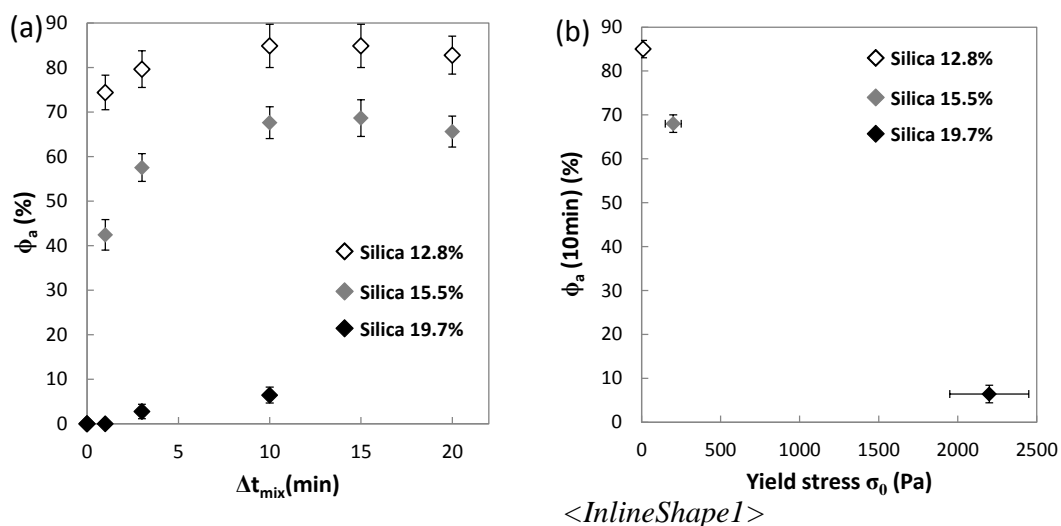 (a)
90
80
70
60
50
40
30
20
10
0
ϕa (%)
Silica 12.8%
Silica 15.5%
Silica 19.7%
0 5 10 15 20
Δtmix(min)
(b)
90
80
70
60
50
40
30
20
10
0
ϕa (10min) (%)
Silica 12.8%
Silica 15.5%
Silica 19.7%
0 500 1000 1500 2000 2500
Yield stress σ0 (Pa)
<InlineShape1>